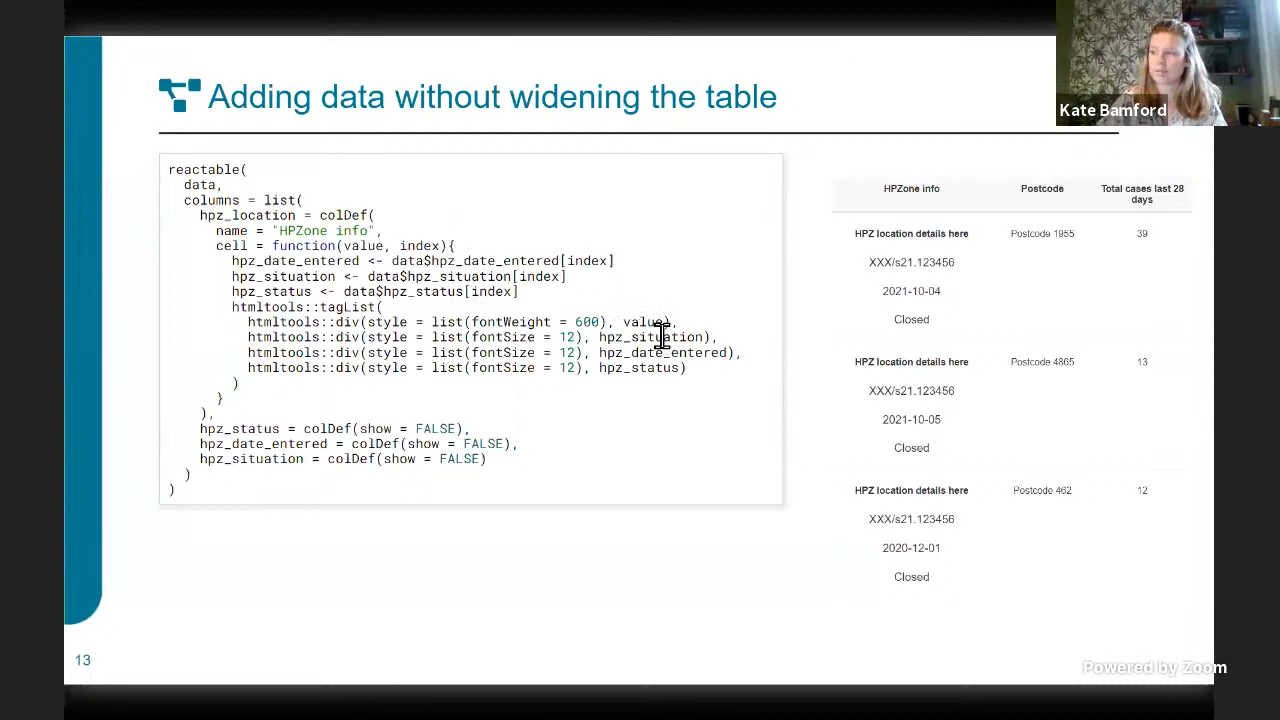 Adding data without widening the table
Kate Bamford
reactable(
  data,
  columns = list(
    hpz_location = colDef(
      name = "HPZone info",
      cell = function(value, index){
        hpz_date_entered <- data$hpz_date_entered[index]
        hpz_situation <- data$hpz_situation[index]
        hpz_status <- data$hpz_status[index]
        htmltools::tagList(
          htmltools::div(style = list(fontWeight = 600), value),
          htmltools::div(style = list(fontSize = 12), hpz_situation),
          htmltools::div(style = list(fontSize = 12), hpz_date_entered),
          htmltools::div(style = list(fontSize = 12), hpz_status)
        )
      }
    ),
    hpz_status = colDef(show = FALSE),
    hpz_date_entered = colDef(show = FALSE),
    hpz_situation = colDef(show = FALSE)
  )
)
HPZone info Postcode Total cases last 28
days
HPZ location details here Postcode 1955 39
XXX/s21.123456
2021-10-04
Closed
HPZ location details here Postcode 4865 13
XXX/s21.123456
2021-10-05
Closed
HPZ location details here Postcode 462 12
XXX/s21.123456
2020-12-01
Closed
13
Powered by Zoom